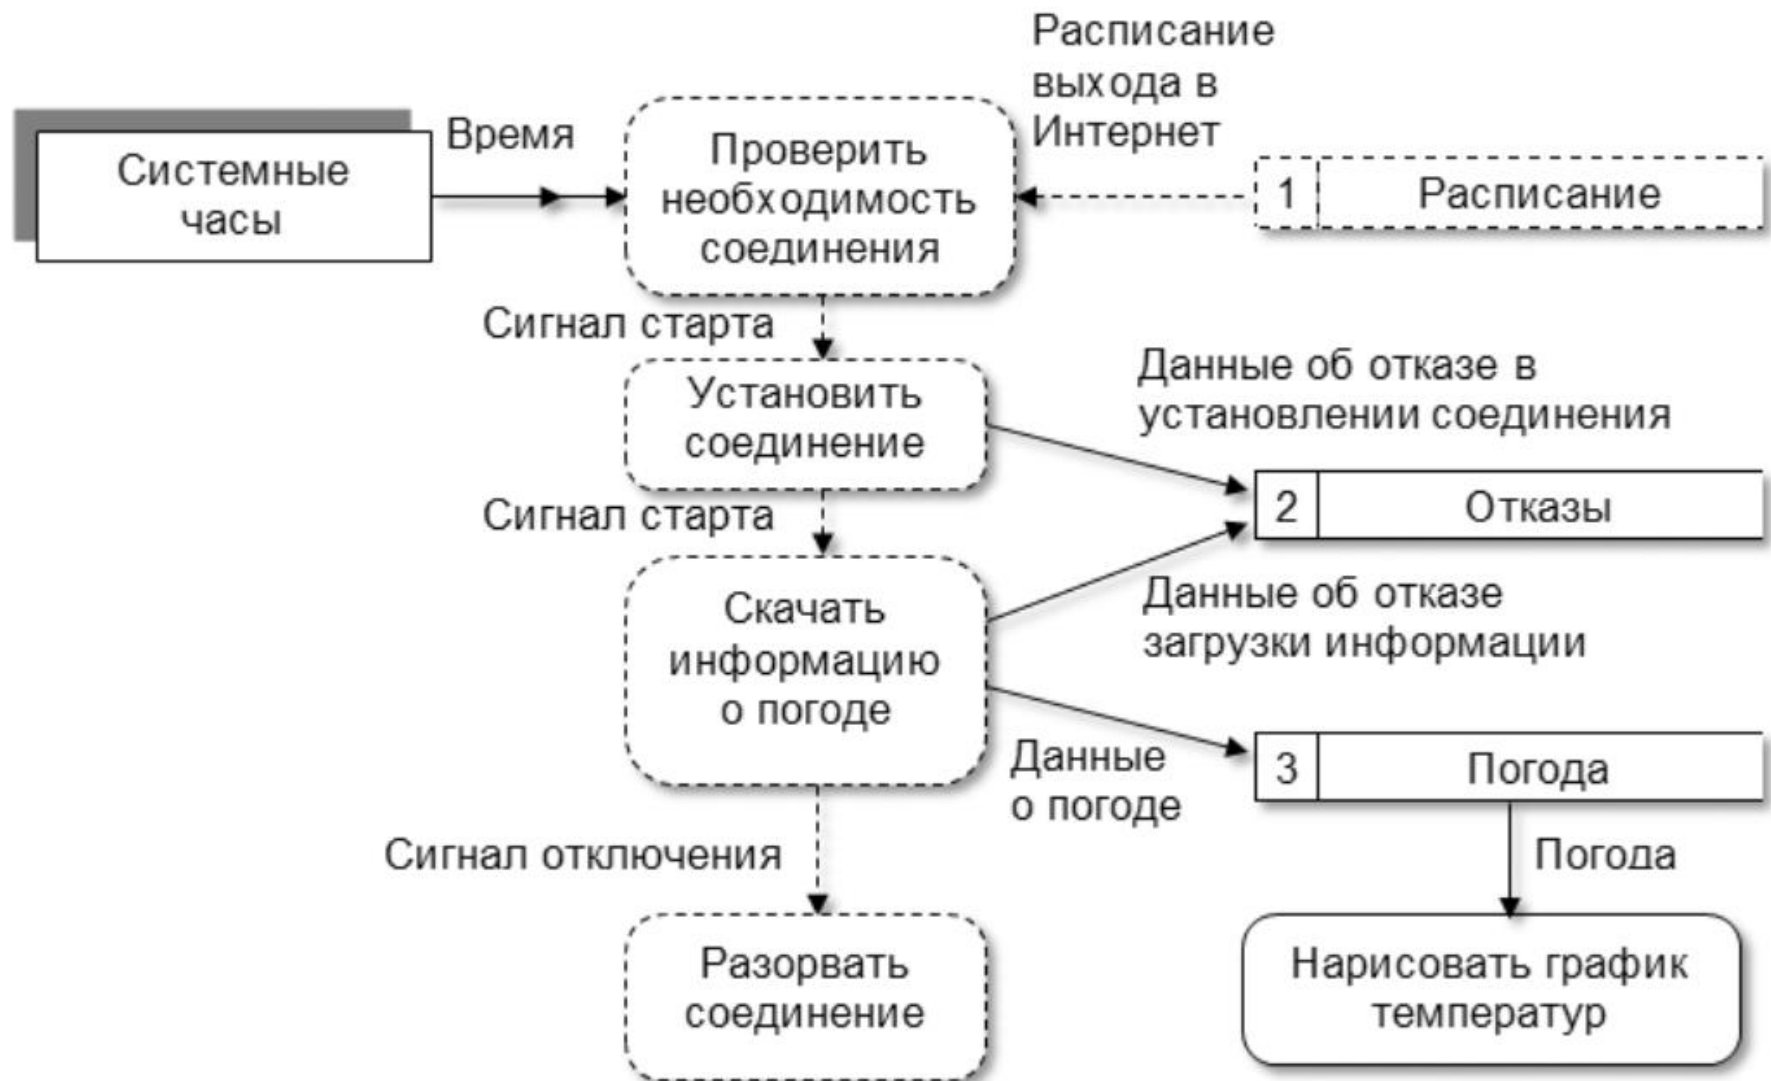 Расписание
выхода в
Интернет
Системные
часы
Время
Проверить
необходимость
соединения
1
Расписание
Сигнал старта
Установить
соединение
Данные об отказе в
установлении соединения
2
Отказы
Сигнал старта
Скачать
информацию
о погоде
Данные об отказе
загрузки информации
Данные
о погоде
3
Погода
Сигнал отключения
Погода
Разорвать
соединение
Нарисовать график
температур